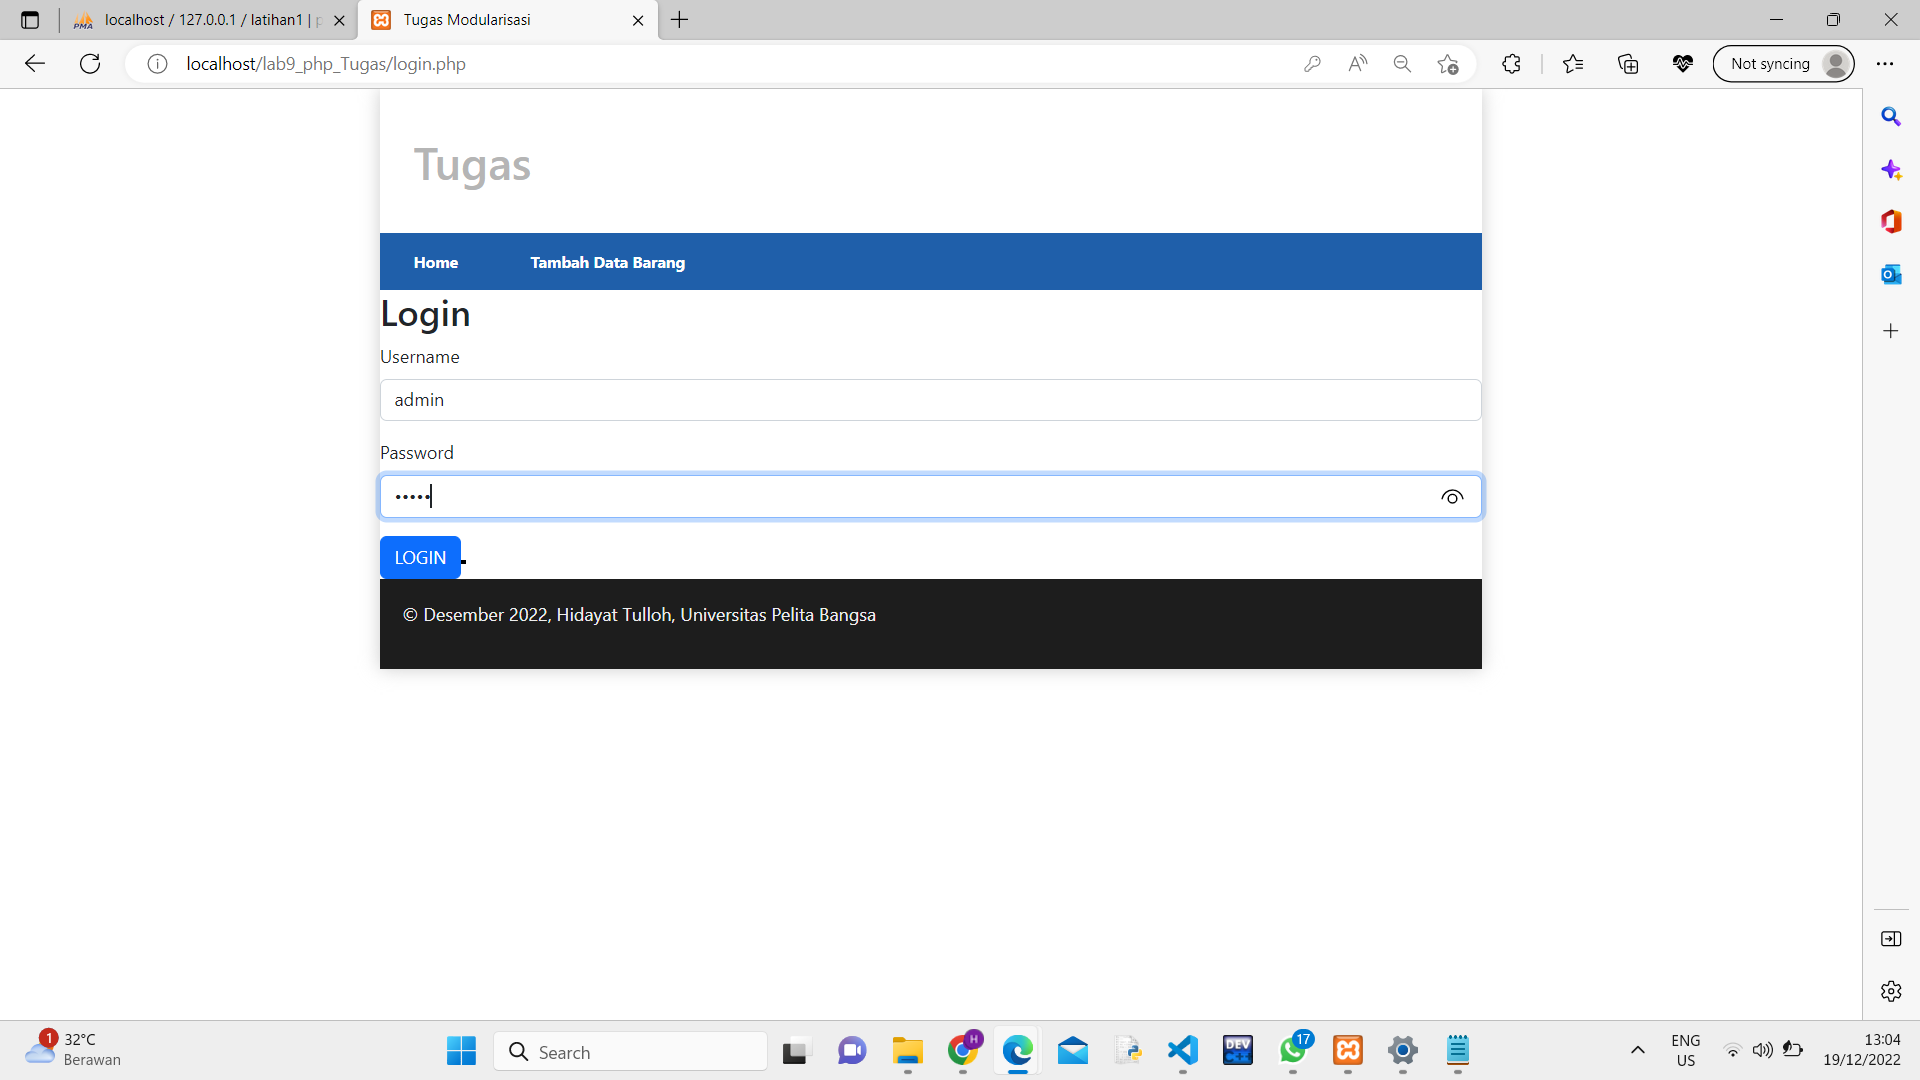 localhost / 127.0.0.1 / latihan1 | p
Tugas Modularisasi
localhost/lab9_php_Tugas/login.php
Not syncing
Tugas
Home
Tambah Data Barang
Login
Username
admin
Password
LOGIN
© Desember 2022, Hidayat Tulloh, Universitas Pelita Bangsa
1
32°C
Berawan
Search
H
DEV
C++
17
ENG
US
13:04
19/12/2022